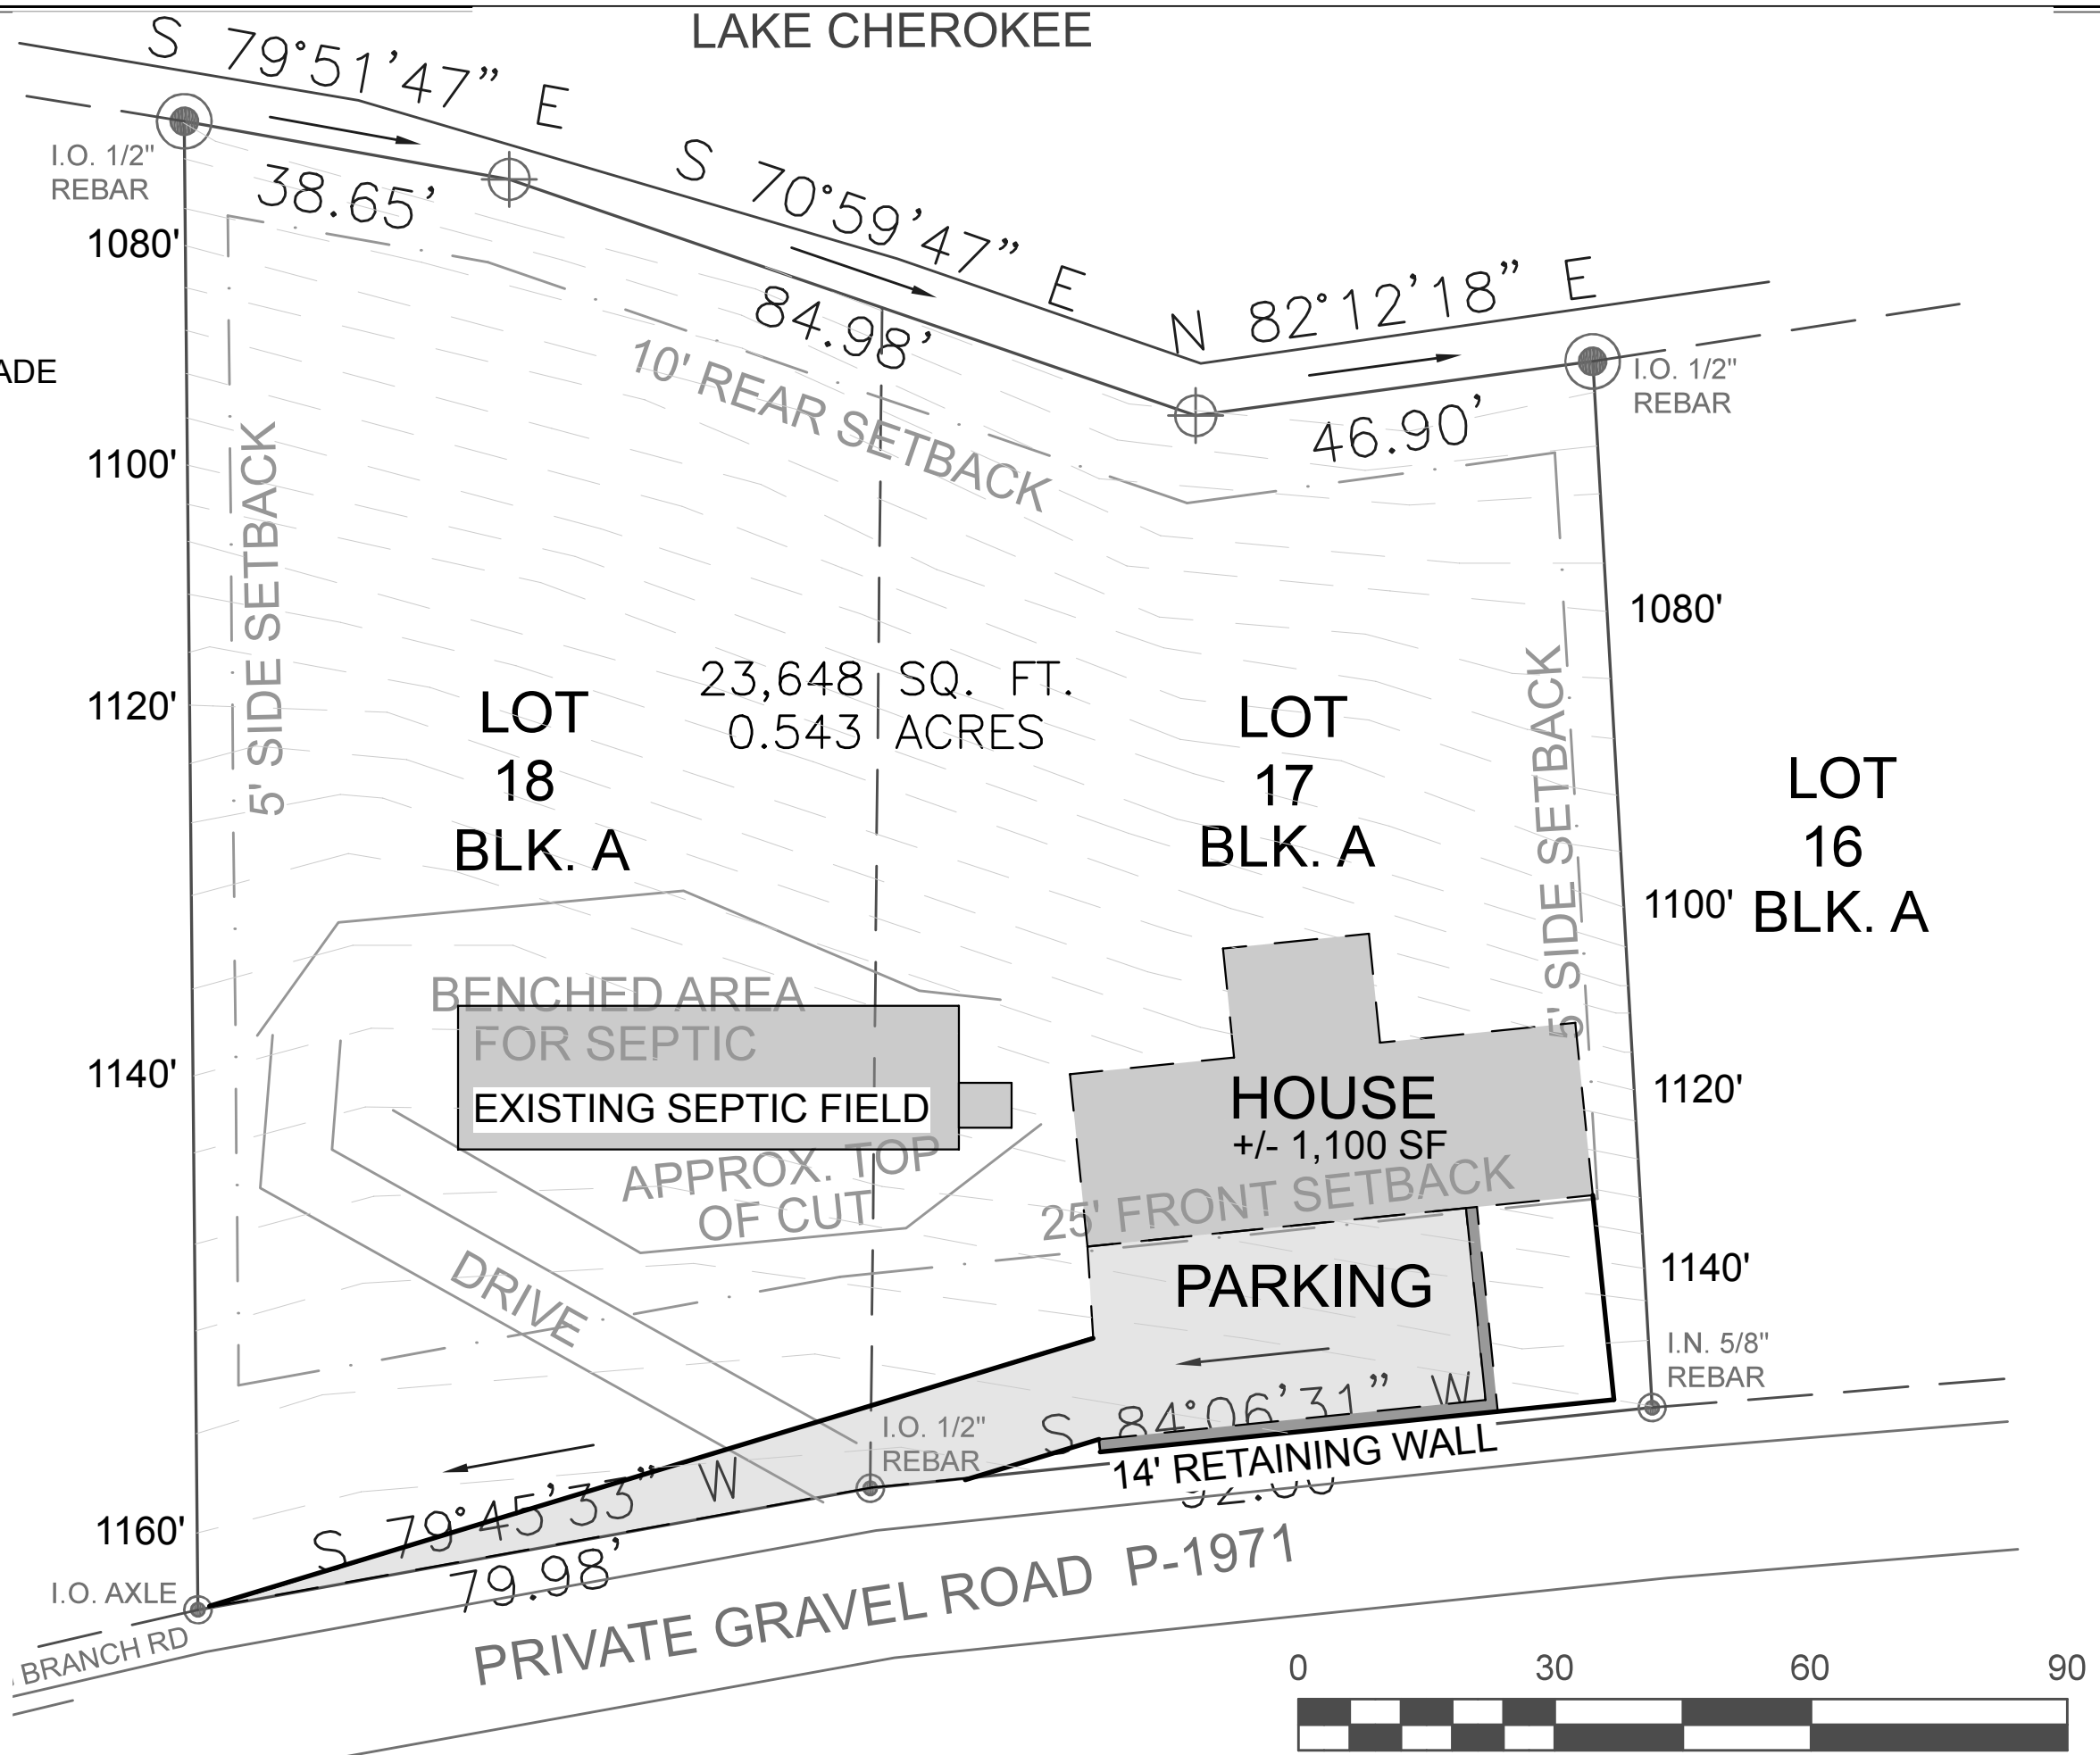 LAKE CHEROKEE
S 79°51'47" E
38.65'
S 70°59'47" E
84.98'
N 82°12'18" E
46.90'
I.O. 1/2"
REBAR
I.O. 1/2"
REBAR
1080'
ADE
1100'
1120'
1140'
1160'
10' REAR SETBACK
5' SIDE SETBACK
5' SIDE SETBACK
1080'
1100'
1120'
1140'
23,648 SQ. FT.
0.543 ACRES
LOT
18
BLK. A
LOT
17
BLK. A
LOT
16
BLK. A
BENCHED AREA
FOR SEPTIC
EXISTING SEPTIC FIELD
APPROX. TOP
OF CUT
HOUSE
+/- 1,100 SF
25' FRONT SETBACK
DRIVE
PARKING
I.N. 5/8"
REBAR
S 84°06'31" W
I.O. 1/2"
REBAR
14' RETAINING WALL
S 79°45'33" W
79.98'
I.O. AXLE
BRANCH RD
PRIVATE GRAVEL ROAD P-1971
0 30 60 90